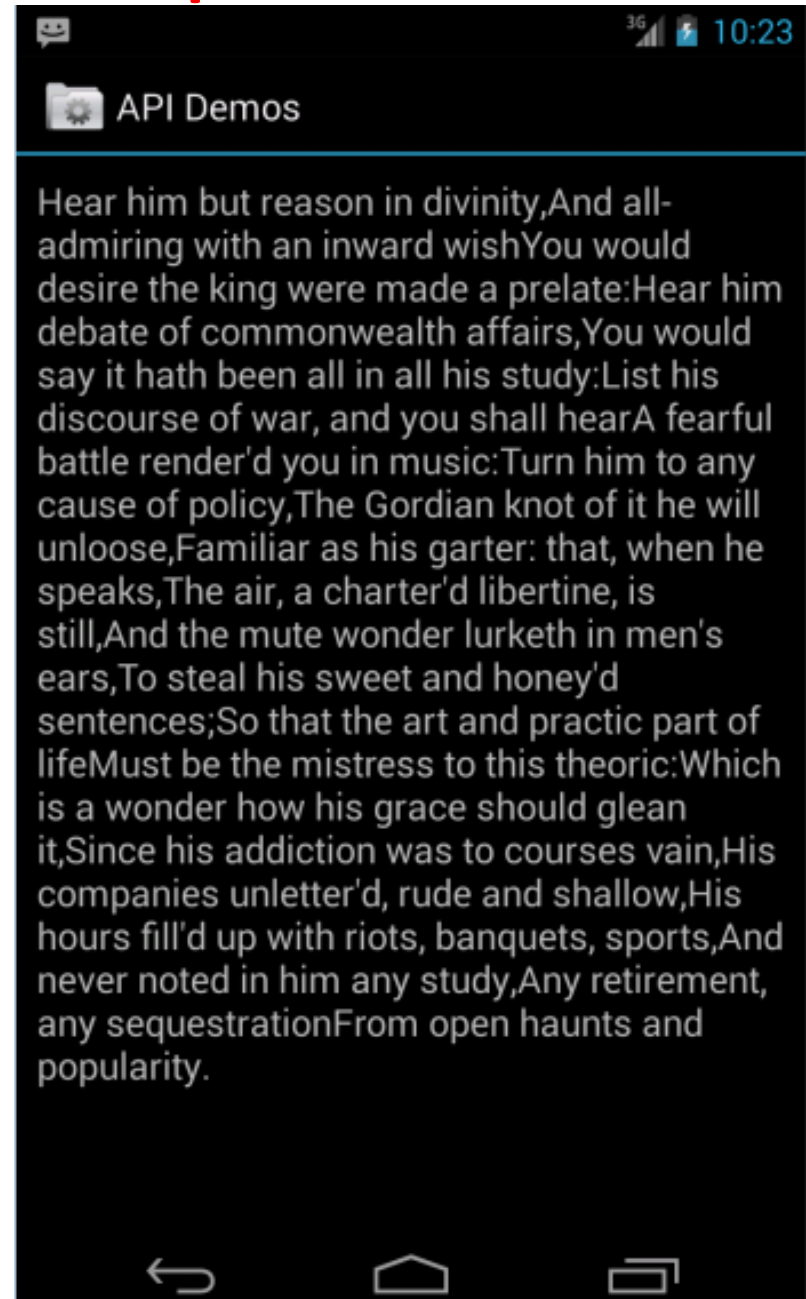 3G 10:23
API Demos
Hear him but reason in divinity,And all-
admiring with an inward wishYou would
desire the king were made a prelate:Hear him
debate of commonwealth affairs,You would
say it hath been all in all his study:List his
discourse of war, and you shall hearA fearful
battle render'd you in music:Turn him to any
cause of policy,The Gordian knot of it he will
unloose,Familiar as his garter: that, when he
speaks,The air, a charter'd libertine, is
still,And the mute wonder lurketh in men's
ears,To steal his sweet and honey'd
sentences;So that the art and practic part of
lifeMust be the mistress to this theoric:Which
is a wonder how his grace should glean
it,Since his addiction was to courses vain,His
companies unletter'd, rude and shallow,His
hours fill'd up with riots, banquets, sports,And
never noted in him any study,Any retirement,
any sequestrationFrom open haunts and
popularity.